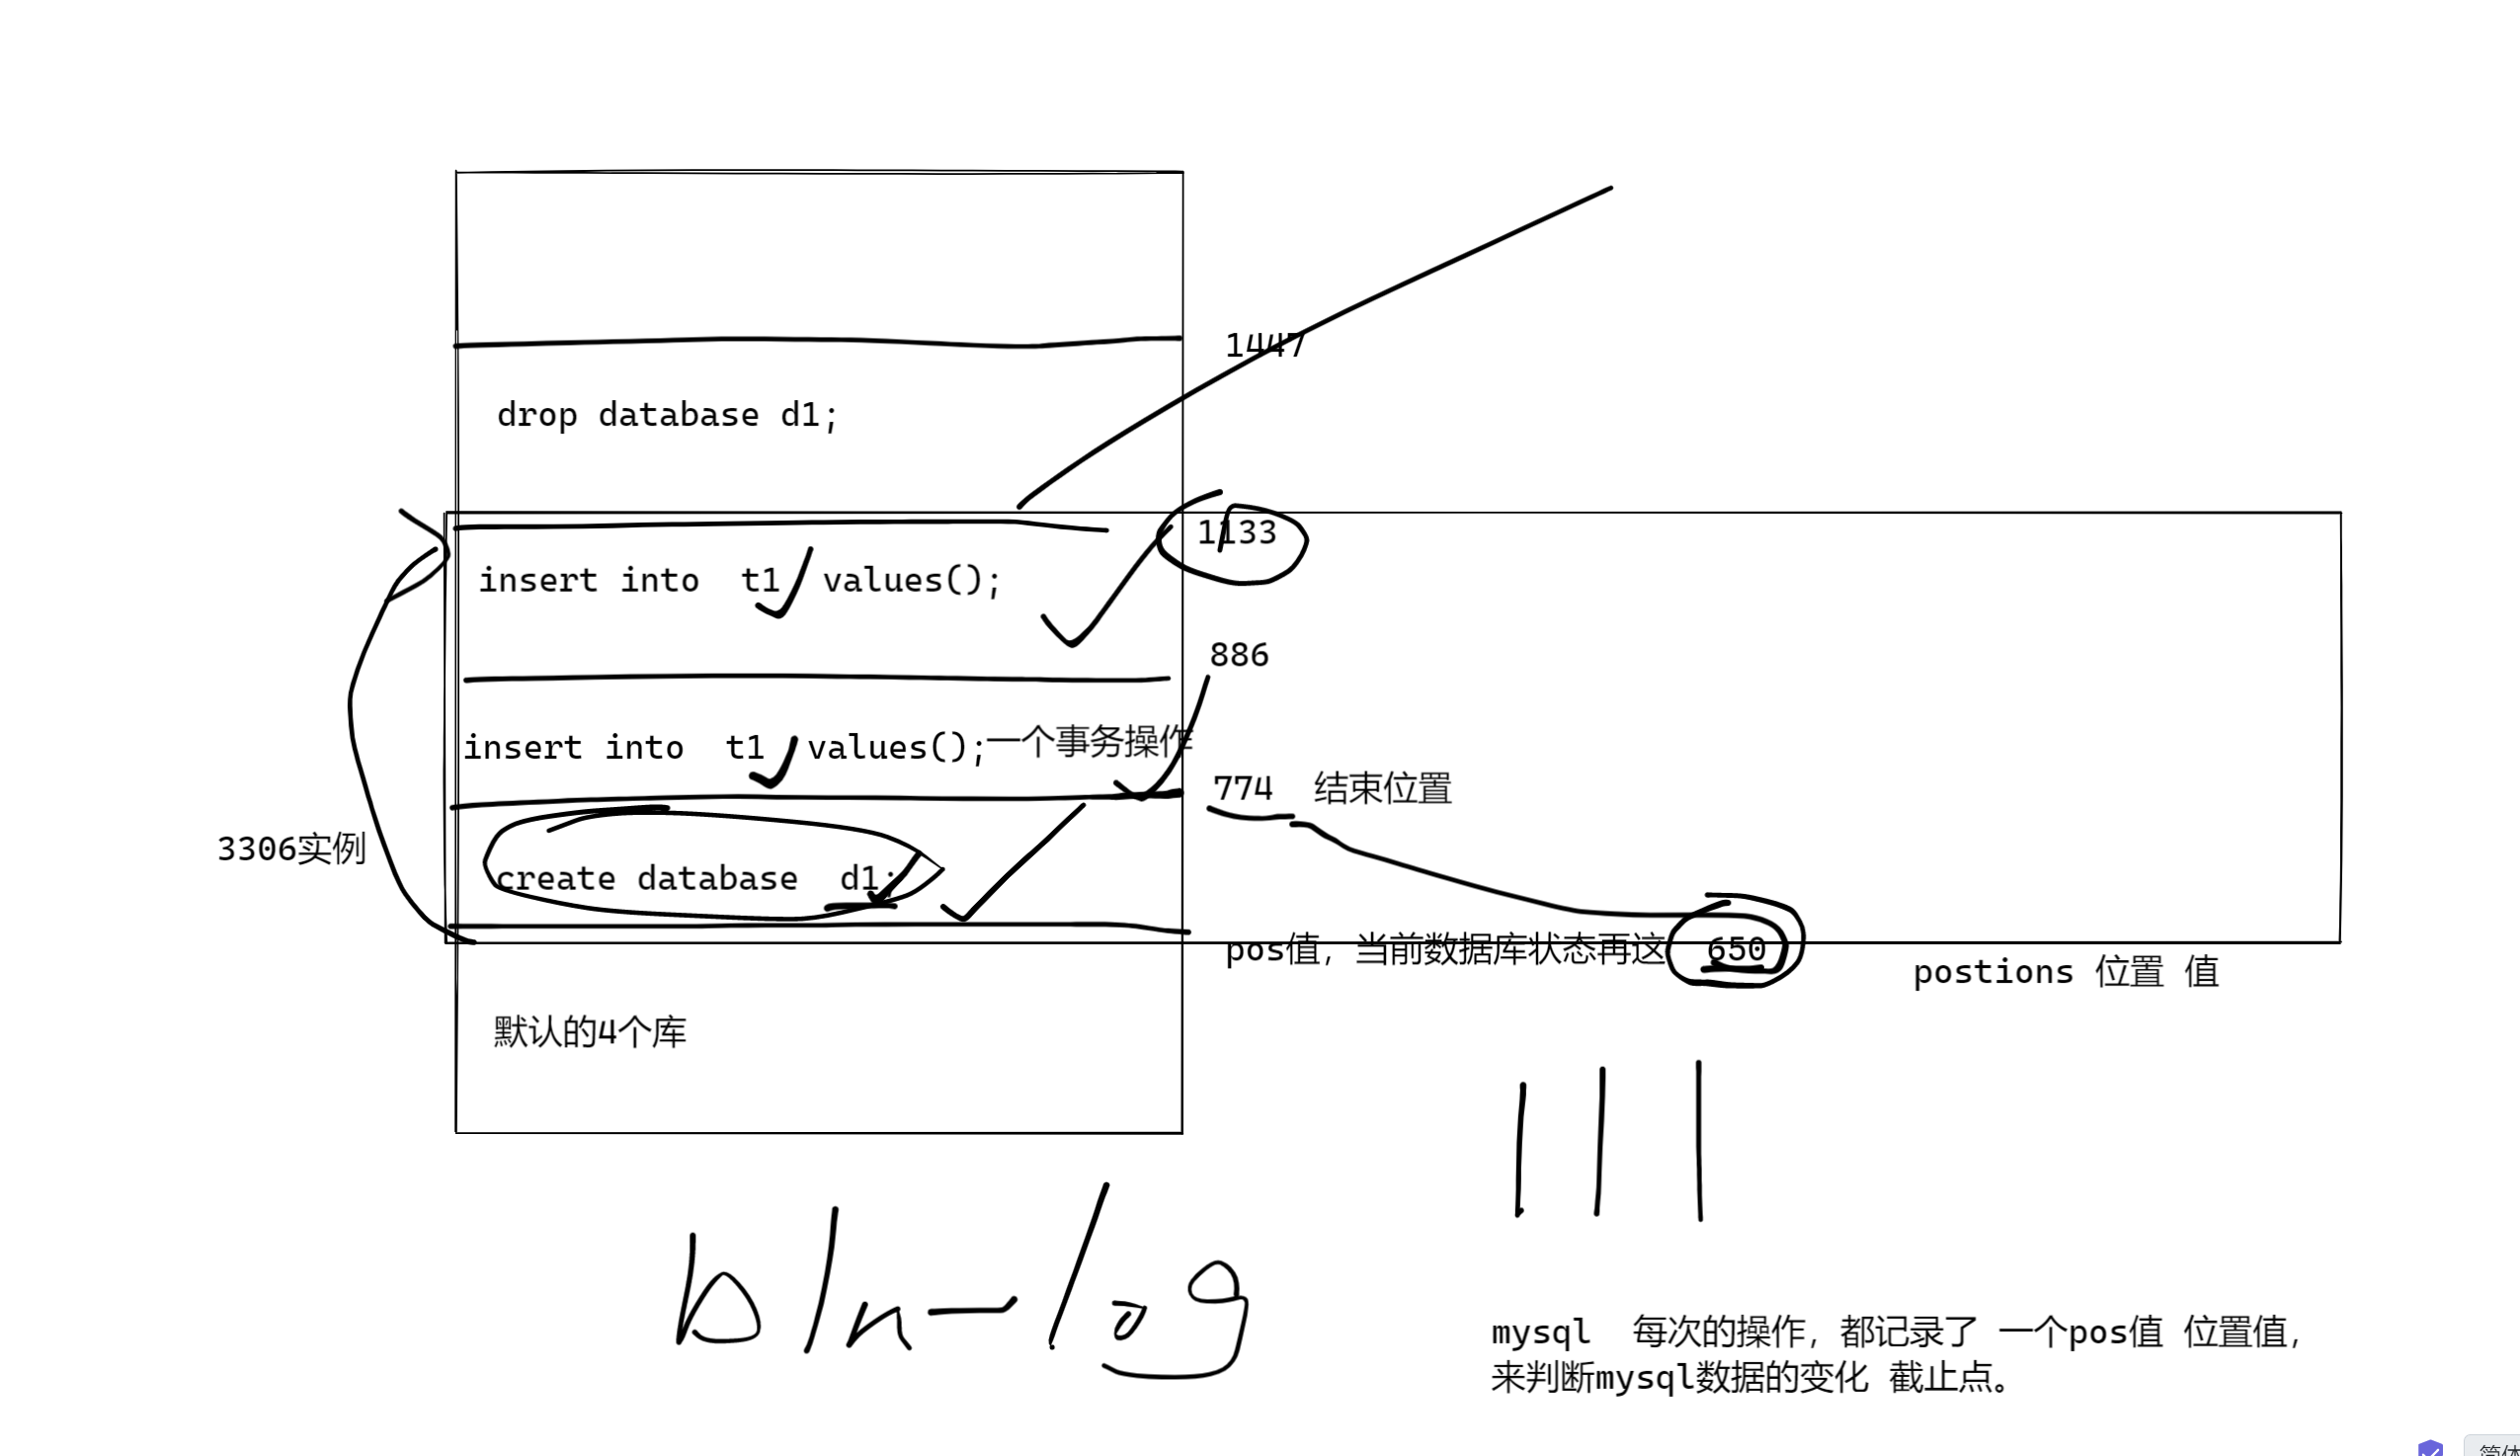 1447
drop database d1;
1133
insert into t1 values();
886
insert into t1 values();一个事务操作
774 结束位置
3306实例
create database d1;
pos值，当前数据库状态再这 650
postions 位置 值
默认的4个库
bin-log
mysql 每次的操作，都记录了 一个pos值 位置值，
来判断mysql数据的变化 截止点。